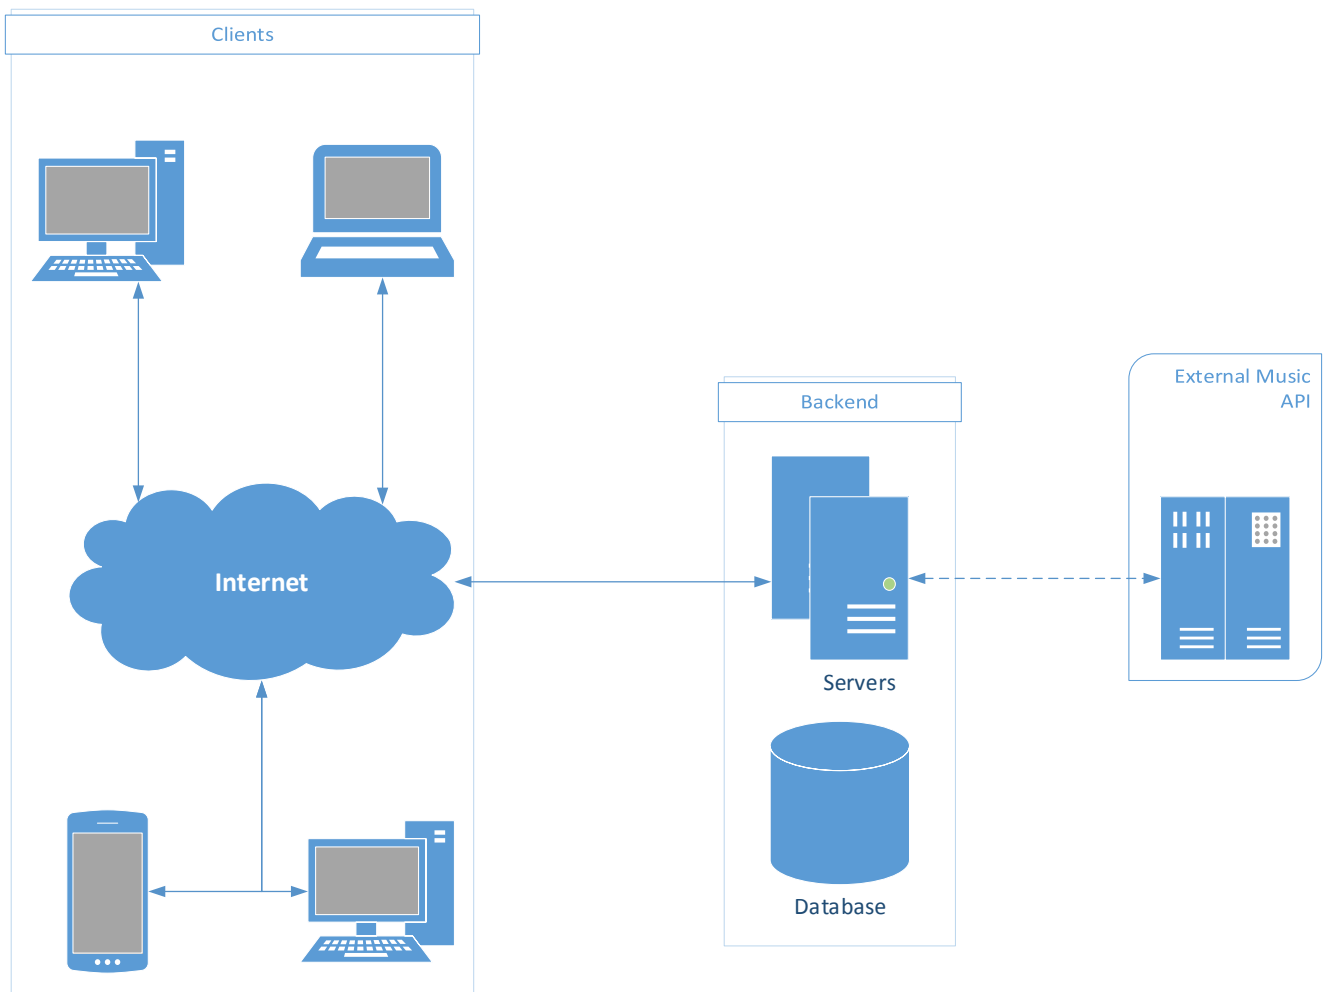 Clients
Internet
Backend
Servers
Database
External Music
API